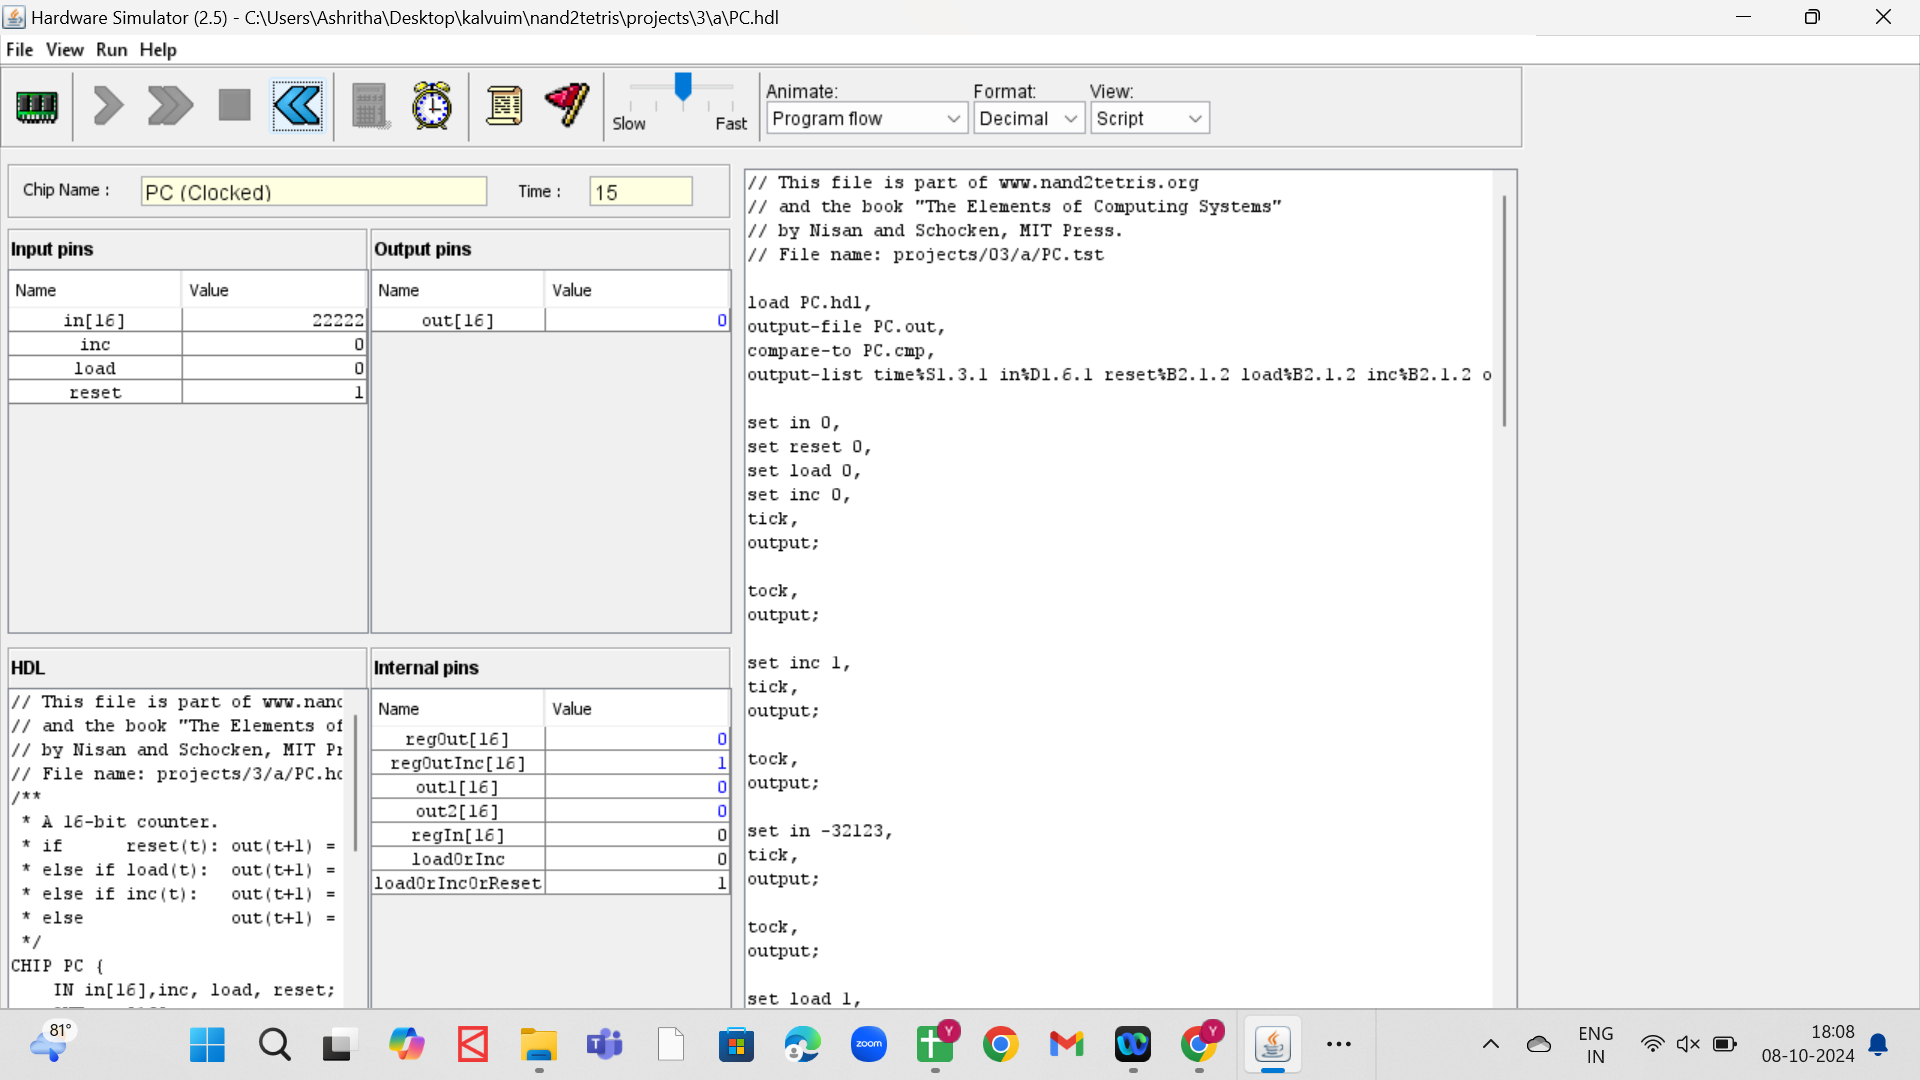 Hardware Simulator (2.5) - C:\Users\Ashritha\Desktop\kalvuim\nand2tetris\projects\3\a\PC.hdl
File View Run Help
Slow Fast
Animate: Format: View:
Program flow Decimal Script
Chip Name : PC (Clocked) Time : 15
Input pins
Name Value
in[16] 22222
inc 0
load 0
reset 1
Output pins
Name Value
out[16] 0
HDL
// This file is part of www.nand
// and the book "The Elements of
// by Nisan and Schocken, MIT Pr
// File name: projects/3/a/PC.hd
/**
* A 16-bit counter.
* if reset(t): out(t+1) =
* else if load(t): out(t+1) =
* else if inc(t): out(t+1) =
* else out(t+1) =
*/
CHIP PC {
IN in[16],inc, load, reset;
Internal pins
Name Value
regOut[16] 0
regOutInc[16] 1
out1[16] 0
out2[16] 0
regIn[16] 0
loadOrInc 0
loadOrIncOrReset 1
// This file is part of www.nand2tetris.org
// and the book "The Elements of Computing Systems"
// by Nisan and Schocken, MIT Press.
// File name: projects/03/a/PC.tst
load PC.hdl,
output-file PC.out,
compare-to PC.cmp,
output-list time%S1.3.1 in%D1.6.1 reset%B2.1.2 load%B2.1.2 inc%B2.1.2 o
set in 0,
set reset 0,
set load 0,
set inc 0,
tick,
output;
tock,
output;
set inc 1,
tick,
output;
tock,
output;
set in -32123,
tick,
output;
tock,
output;
set load 1,
81°
zoom
Y
Y
ENG
IN
18:08
08-10-2024